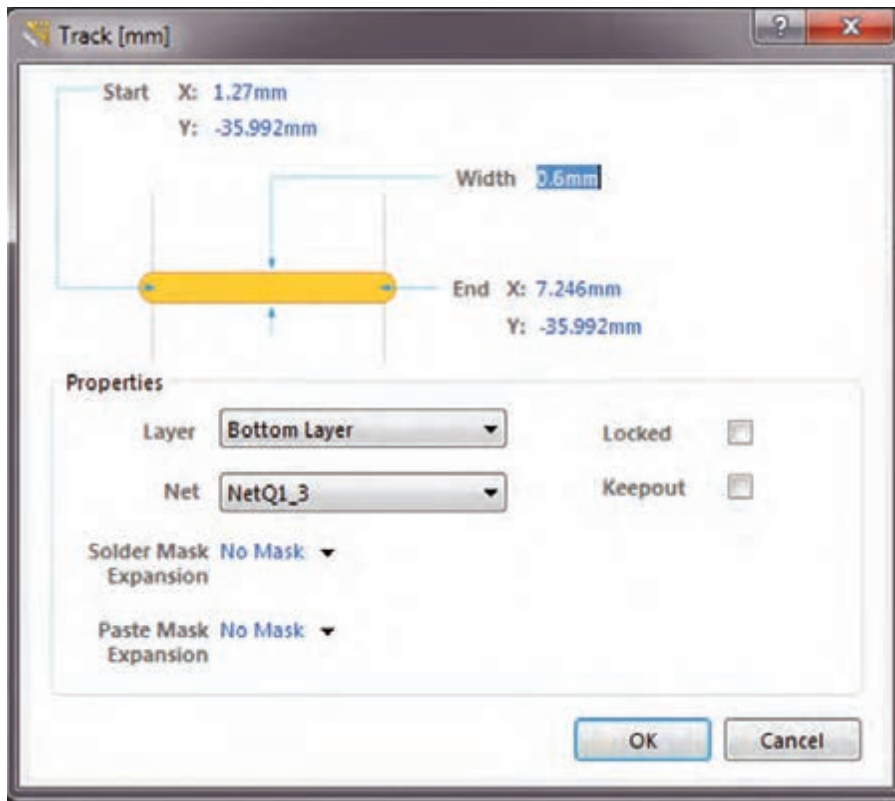 Track [mm]
Start X: 1.27mm
Y: -35.992mm
Width 0.6mm
End X: 7.246mm
Y: -35.992mm
Properties
Layer Bottom Layer Locked
Net NetQ1_3 Keepout
Solder Mask No Mask
Expansion
Paste Mask No Mask
Expansion
OK Cancel